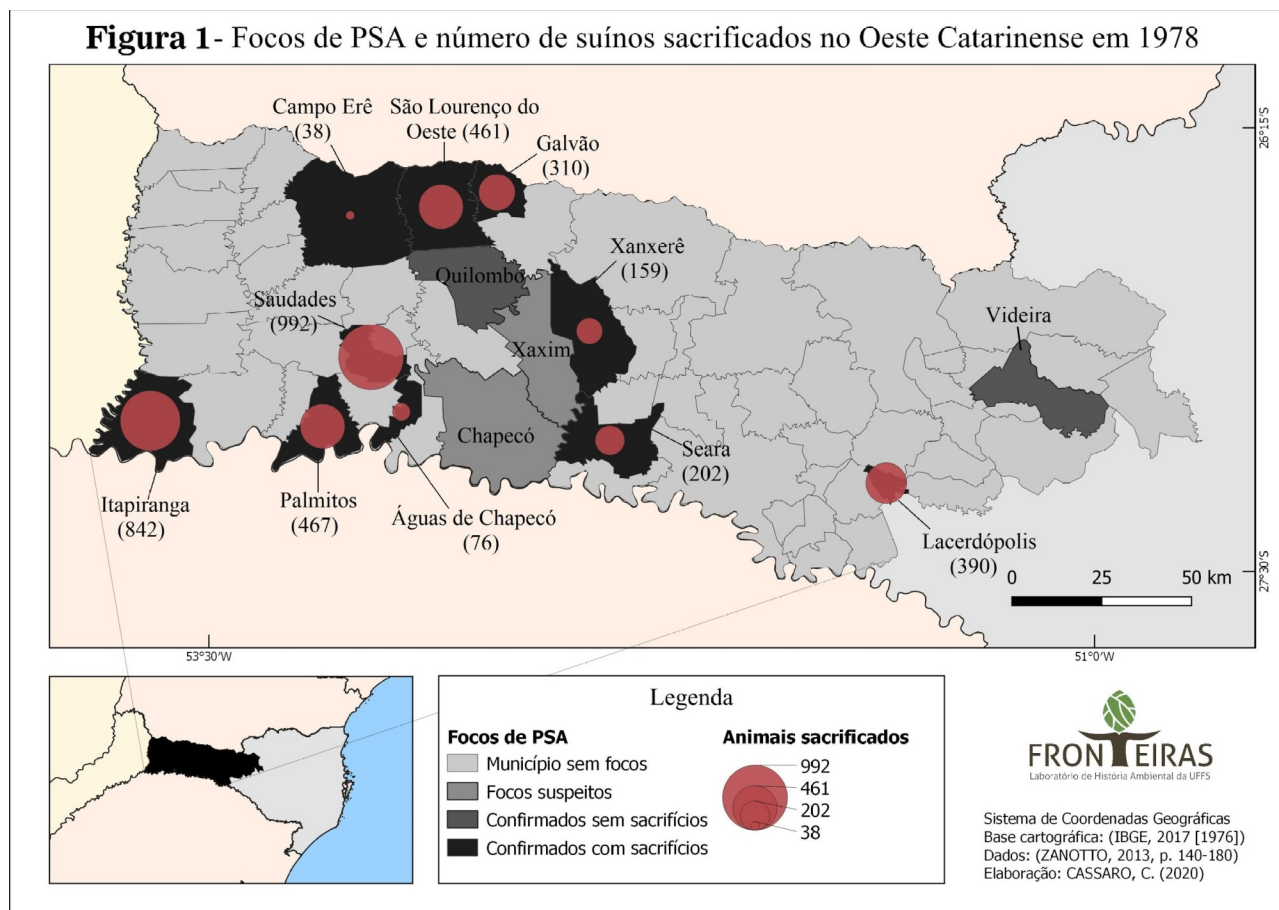 Figura 1- Focos de PSA e número de suínos sacrificados no Oeste Catarinense em 1978
Campo Erê
(38)
São Lourenço do
Oeste (461)
Galvão
(310)
26°15'S
Xanxerê
(159)
Quilombo
Saudades
(992)
Videira
Xaxim
Chapecó
Seara
(202)
Itapiranga
(842)
Palmitos
(467)
Águas de Chapecó
(76)
Lacerdópolis
(390)
27°30'S
0 25 50 km
53°30'W
51°0'W
Legenda
Focos de PSA
Município sem focos
Focos suspeitos
Confirmados sem sacrifícios
Confirmados com sacrifícios
Animais sacrificados
992
461
202
38
FRONTEIRAS
Laboratório de História Ambiental da UFFS
Sistema de Coordenadas Geográficas
Base cartográfica: (IBGE, 2017 [1976])
Dados: (ZANOTTO, 2013, p. 140-180)
Elaboração: CASSARO, C. (2020)